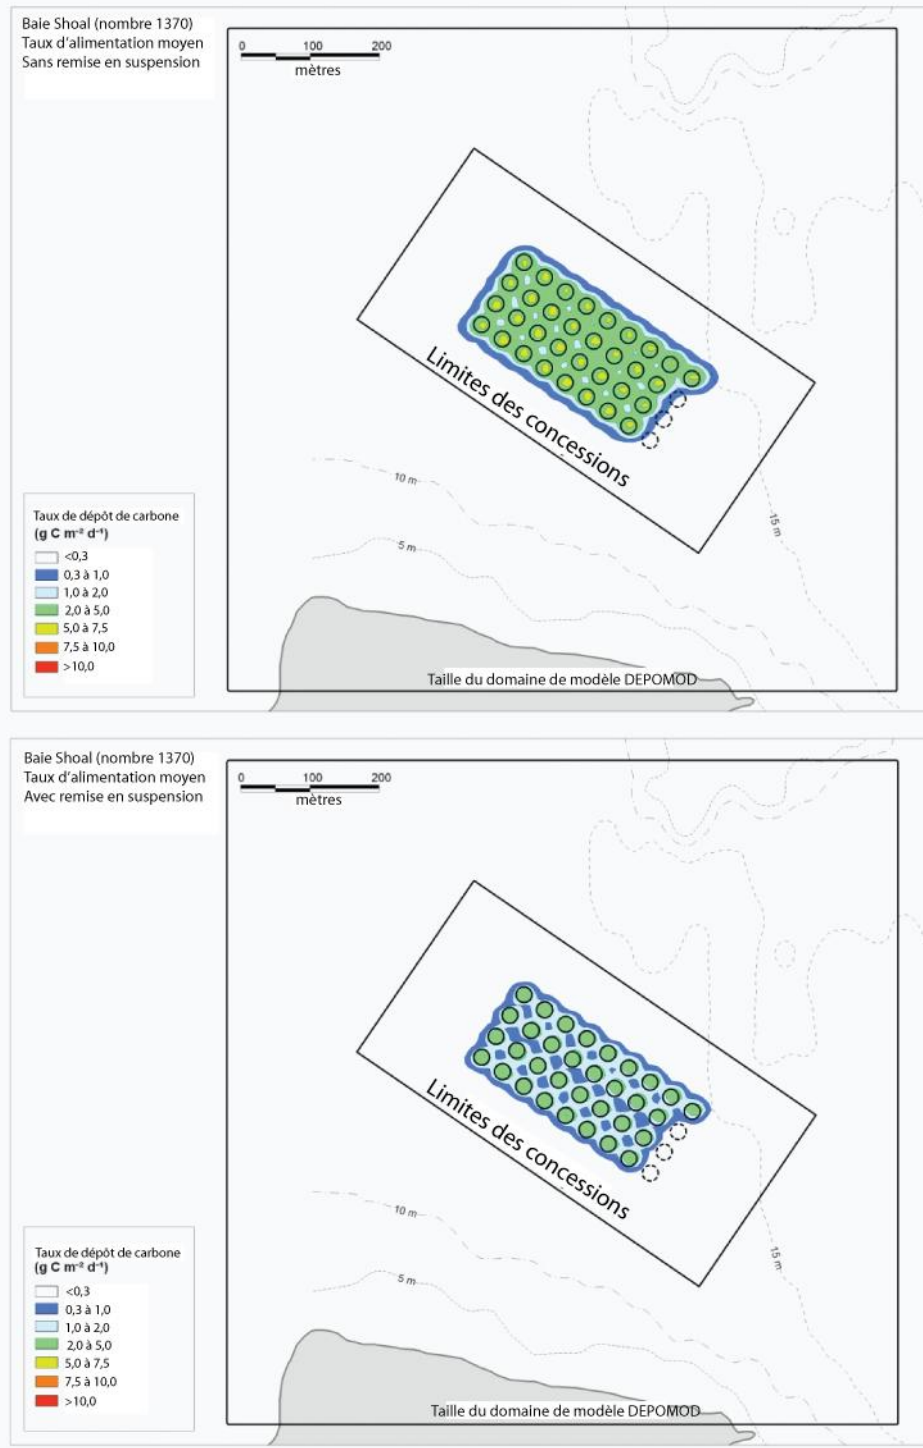 Baie Shoal (nombre 1370)
Taux d'alimentation moyen
Sans remise en suspension
0 100 200
mètres
Limites des concessions
10 m
5 m
15 m
Taux de dépôt de carbone
(g C m⁻² d⁻¹)
<0,3
0,3 à 1,0
1,0 à 2,0
2,0 à 5,0
5,0 à 7,5
7,5 à 10,0
>10,0
Taille du domaine de modèle DEPOMOD
Baie Shoal (nombre 1370)
Taux d'alimentation moyen
Avec remise en suspension
0 100 200
mètres
Limites des concessions
10 m
5 m
15 m
Taux de dépôt de carbone
(g C m⁻² d⁻¹)
<0,3
0,3 à 1,0
1,0 à 2,0
2,0 à 5,0
5,0 à 7,5
7,5 à 10,0
>10,0
Taille du domaine de modèle DEPOMOD